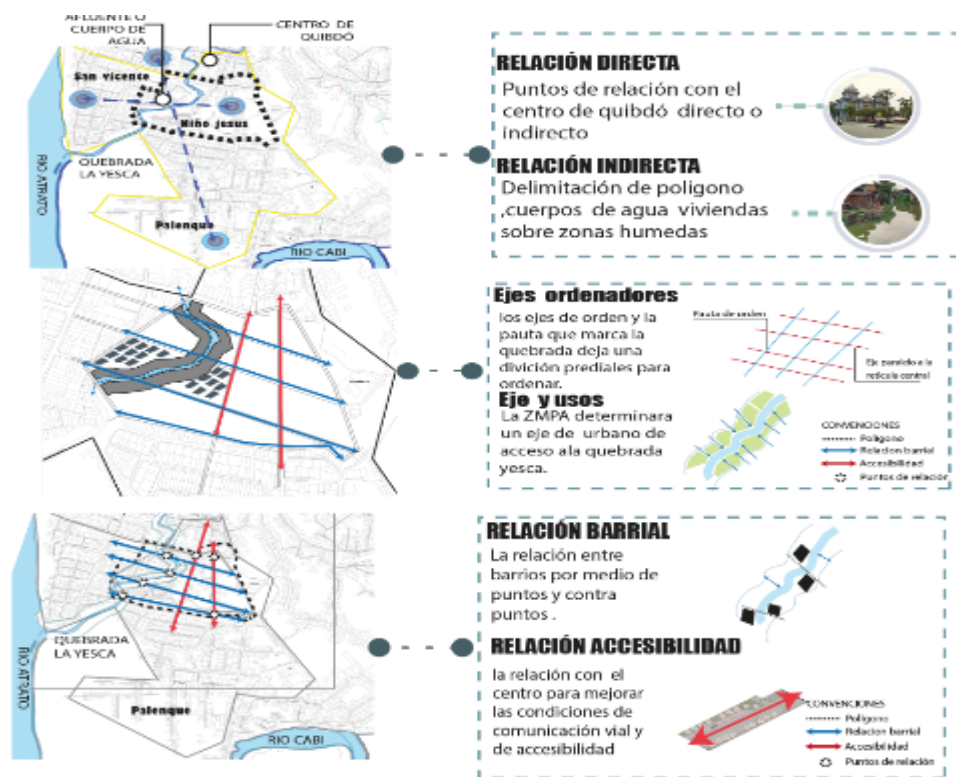 AFLUENTE O
CUERPO DE
AGUA
CENTRO DE
QUIBDÓ
San vicente
Niño jesus
QUEBRADA
LA YESCA
RIO ATRATO
Palenque
RIO CABI
RELACIÓN DIRECTA
Puntos de relación con el
centro de quibdó directo o
indirecto
RELACIÓN INDIRECTA
Delimitación de poligono
,cuerpos de agua viviendas
sobre zonas humedas
Ejes ordenadores
los ejes de orden y la
pauta que marca la
quebrada deja una
división prediales para
ordenar.
Eje y usos
La ZMPA determinara
un eje de urbano de
acceso ala quebrada
yesca.
Pauta de orden
Eje paralelo a la
reticula central
CONVENCIONES
Poligono
Relacion barrial
Accesibilidad
Puntos de relación
QUEBRADA
LA YESCA
RIO ATRATO
Palenque
RIO CABI
RELACIÓN BARRIAL
La relación entre
barrios por medio de
puntos y contra
puntos .
RELACIÓN ACCESIBILIDAD
la relación con el
centro para mejorar
las condiciones de
comunicación vial y
de accesibilidad
CONVENCIONES
Poligono
Relacion barrial
Accesibilidad
Puntos de relación